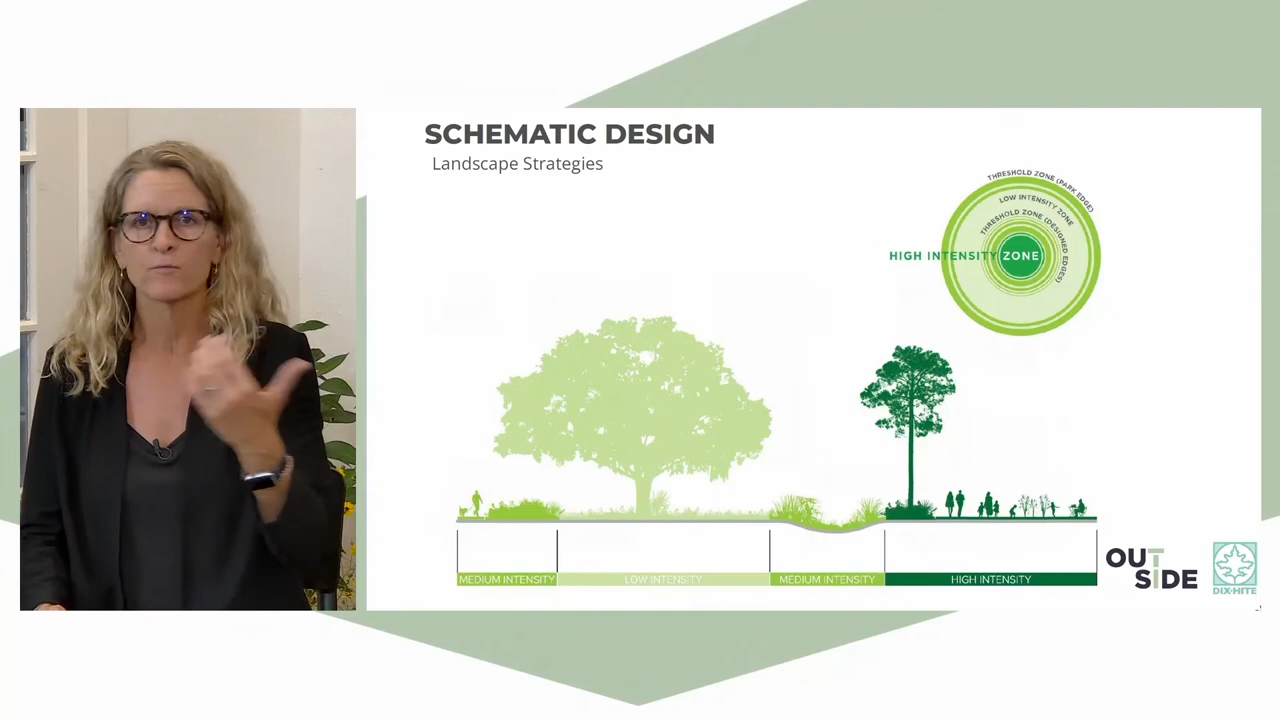 SCHEMATIC DESIGN
Landscape Strategies
THRESHOLD ZONE (PARK EDGE)
LOW INTENSITY ZONE
THRESHOLD ZONE (DESIGNED EDGES)
HIGH INTENSITY ZONE
MEDIUM INTENSITY
LOW INTENSITY
MEDIUM INTENSITY
HIGH INTENSITY
OUT
SIDE
DIX•HITE